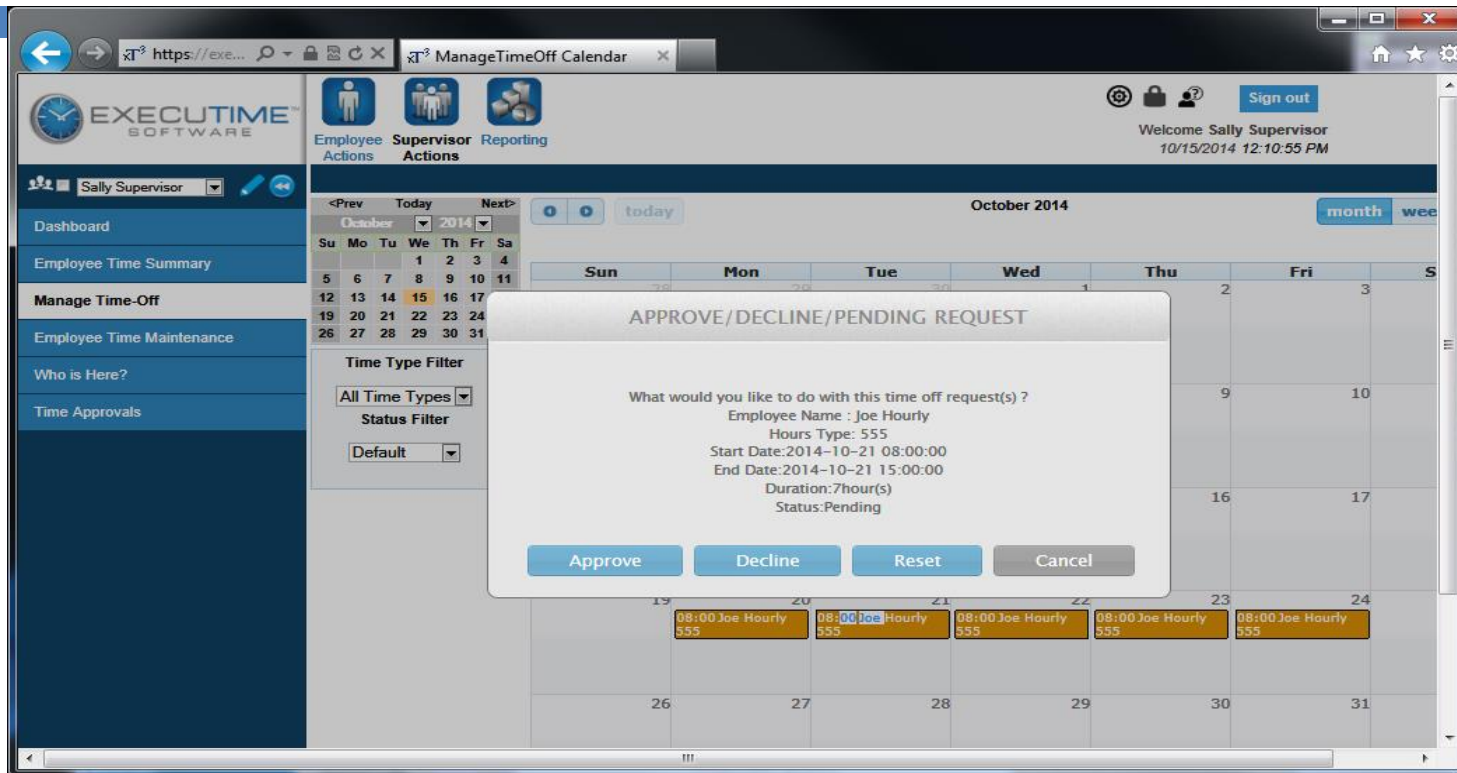 https://exe...
ManageTimeOff Calendar
EXECUTIME™
SOFTWARE
Employee Actions
Supervisor Actions
Reporting
Sign out
Welcome Sally Supervisor
10/15/2014 12:10:55 PM
Sally Supervisor
Dashboard
Employee Time Summary
Manage Time-Off
Employee Time Maintenance
Who is Here?
Time Approvals
<Prev Today Next>
October 2014
Su Mo Tu We Th Fr Sa
1 2 3 4
5 6 7 8 9 10 11
12 13 14 15 16 17
19 20 21 22 23 24
26 27 28 29 30 31
Time Type Filter
All Time Types
Status Filter
Default
today
October 2014
month wee
Sun Mon Tue Wed Thu Fri S
28 29 30 1 2 3
APPROVE/DECLINE/PENDING REQUEST
What would you like to do with this time off request(s) ?
Employee Name : Joe Hourly
Hours Type: 555
Start Date:2014-10-21 08:00:00
End Date:2014-10-21 15:00:00
Duration:7hour(s)
Status:Pending
Approve Decline Reset Cancel
9 10
16 17
19 20 21 22 23 24
08:00 Joe Hourly 08:00 Joe Hourly 08:00 Joe Hourly 08:00 Joe Hourly 08:00 Joe Hourly
555 555 555 555 555
26 27 28 29 30 31